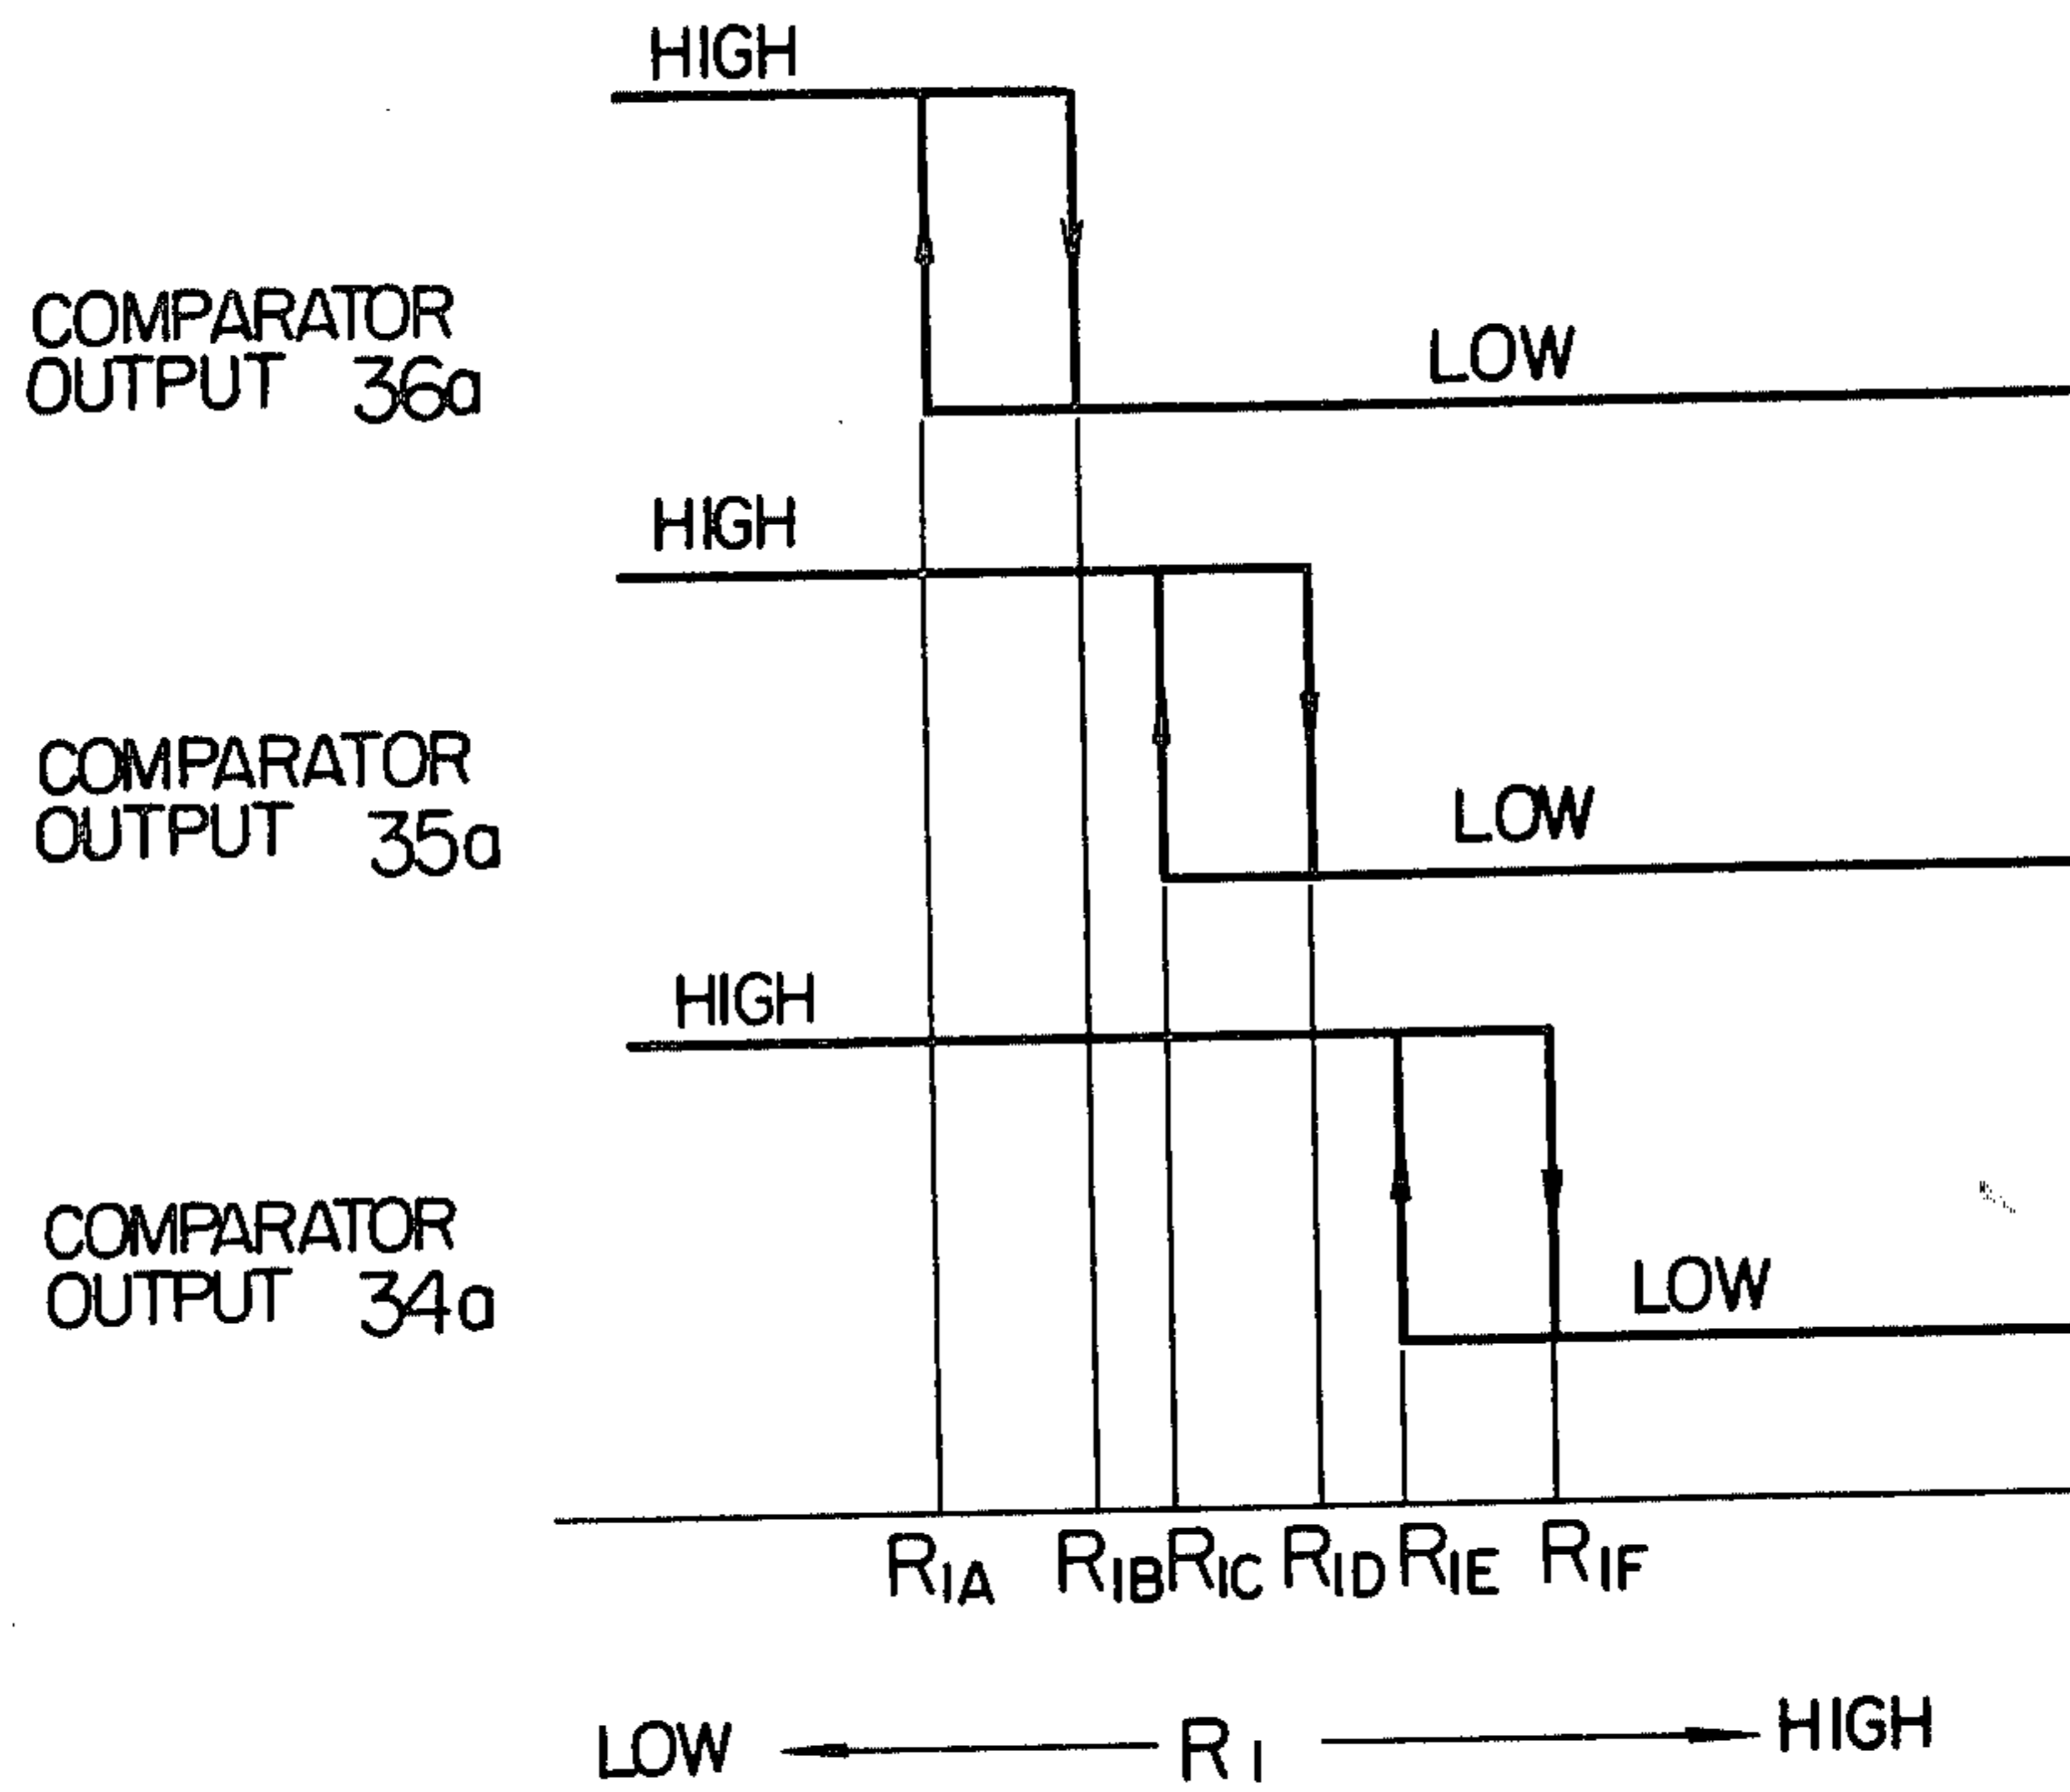 HIGH
COMPARATOR
OUTPUT 36a
LOW
HIGH
COMPARATOR
OUTPUT 35a
LOW
HIGH
COMPARATOR
OUTPUT 34a
LOW
R1A R1B R1C R1D R1E R1F
LOW R1 HIGH